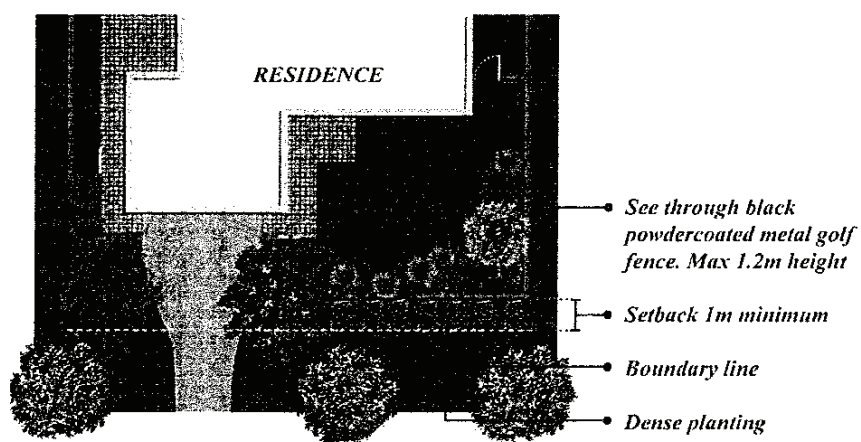 RESIDENCE
See through black
powdercoated metal golf
fence. Max 1.2m height
Setback 1m minimum
Boundary line
Dense planting